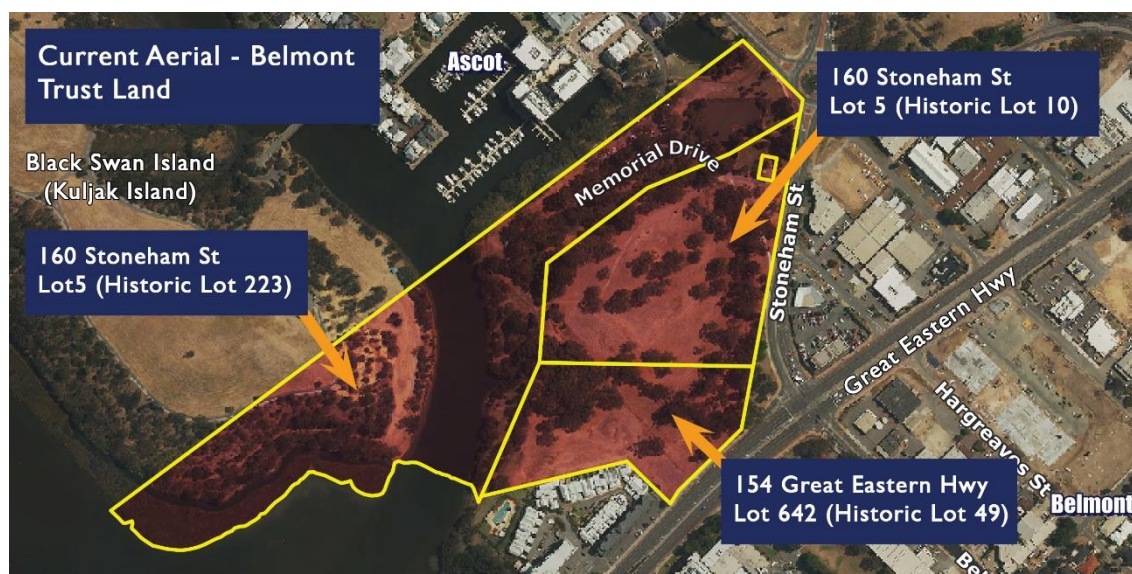 Current Aerial - Belmont
Trust Land
Ascot
160 Stoneham St
Lot 5 (Historic Lot 10)
Black Swan Island
(Kuljak Island)
Memorial Drive
160 Stoneham St
Lot5 (Historic Lot 223)
Stoneham St
Great Eastern Hwy
Hargreaves St
154 Great Eastern Hwy
Lot 642 (Historic Lot 49)
Belmont
Be